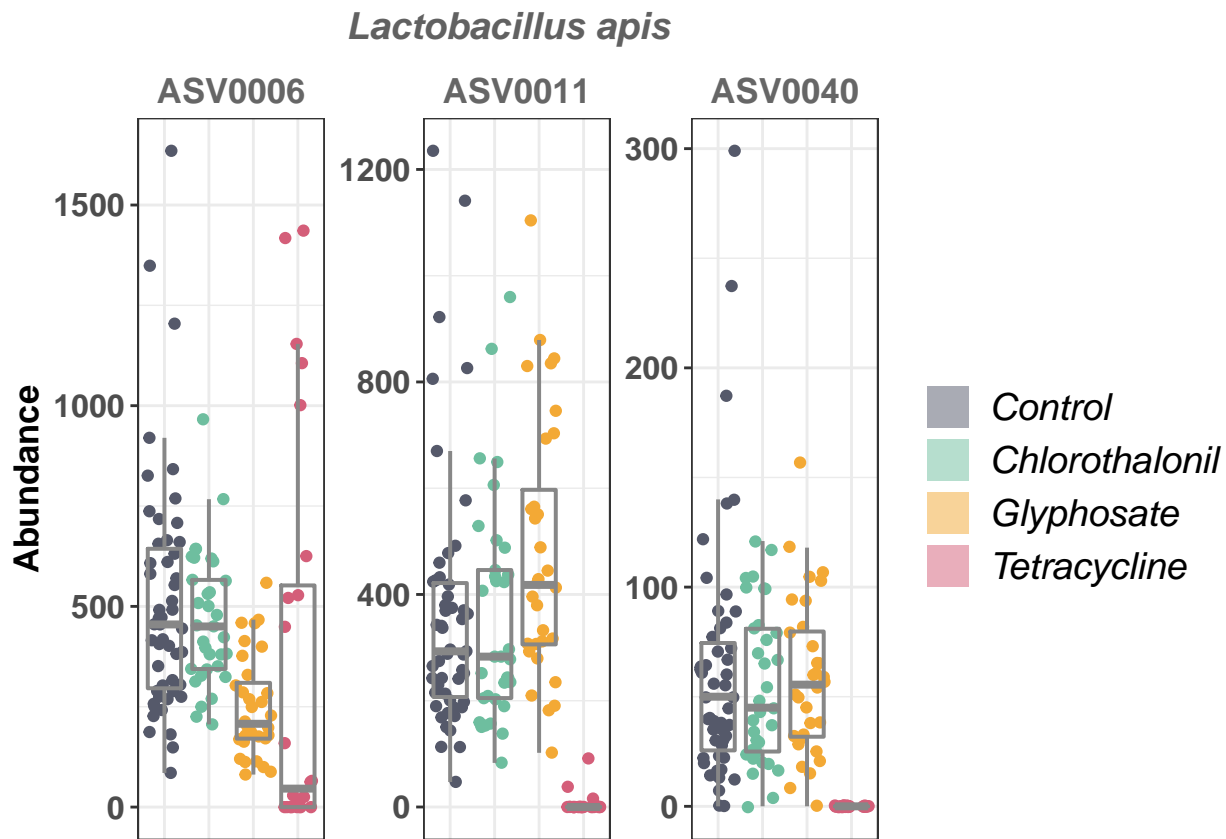 Lactobacillus apis
ASV0006
ASV0011
ASV0040
Abundance
1500
1000
500
0
1200
800
400
0
300
200
100
0
Control
Chlorothalonil
Glyphosate
Tetracycline